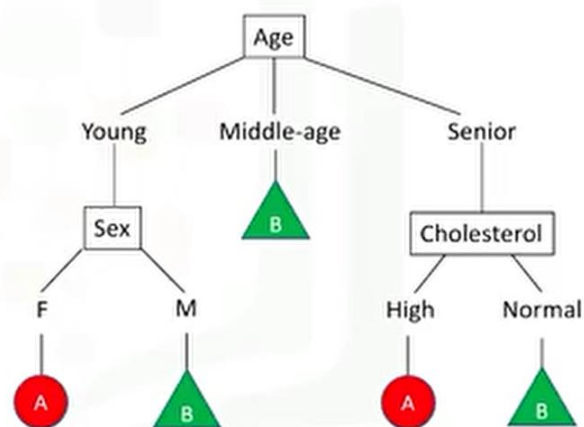 Age
Young Middle-age Senior
B
Sex Cholesterol
F M High Normal
A B A B